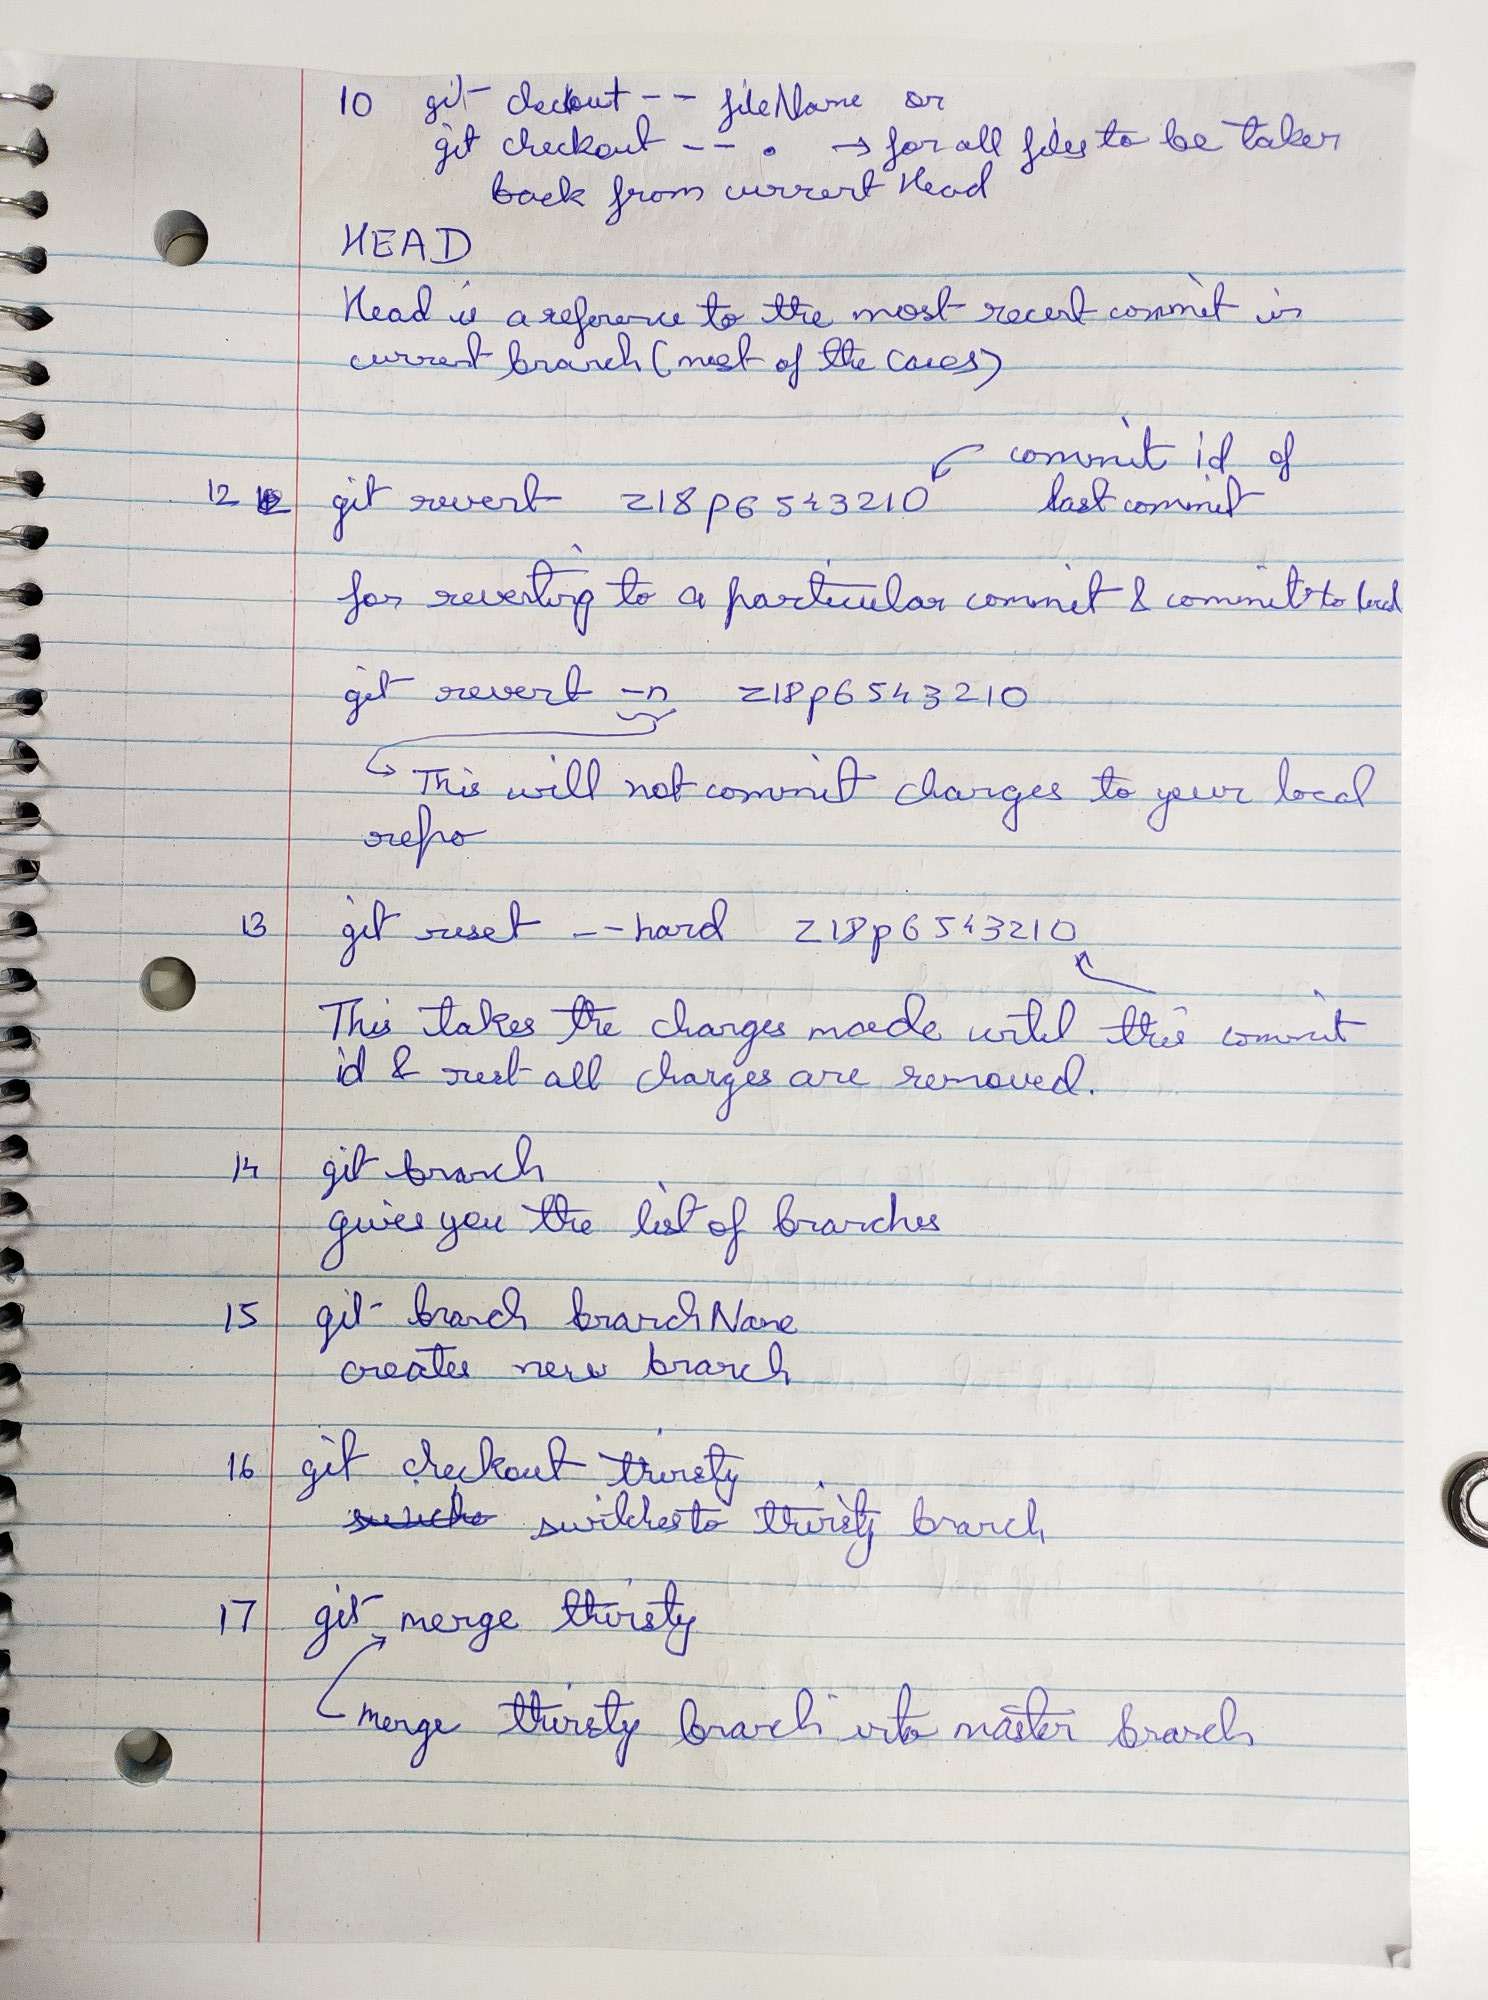 10 git checkout -- fileName or
git checkout -- . → for all files to be taken
back from current Head
HEAD
Head is a reference to the most recent commit in
current branch (most of the cases)
commit id of
12 git revert z18p6543210 last commit
for reverting to a particular commit & commits to local
git revert -n z18p6543210
This will not commit changes to your local
repo
13 git reset --hard z18p6543210
This takes the changes made until this commit
id & rest all changes are removed.
14 git branch
gives you the list of branches
15 git branch branchName
creates new branch
16 git checkout thirsty
switches to thirsty branch
17 git merge thirsty
merge thirsty branch into master branch